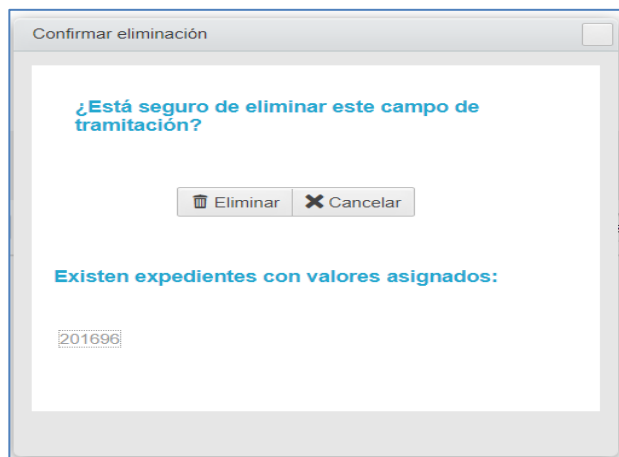 Confirmar eliminación
¿Está seguro de eliminar este campo de
tramitación?
Eliminar Cancelar
Existen expedientes con valores asignados:
201696